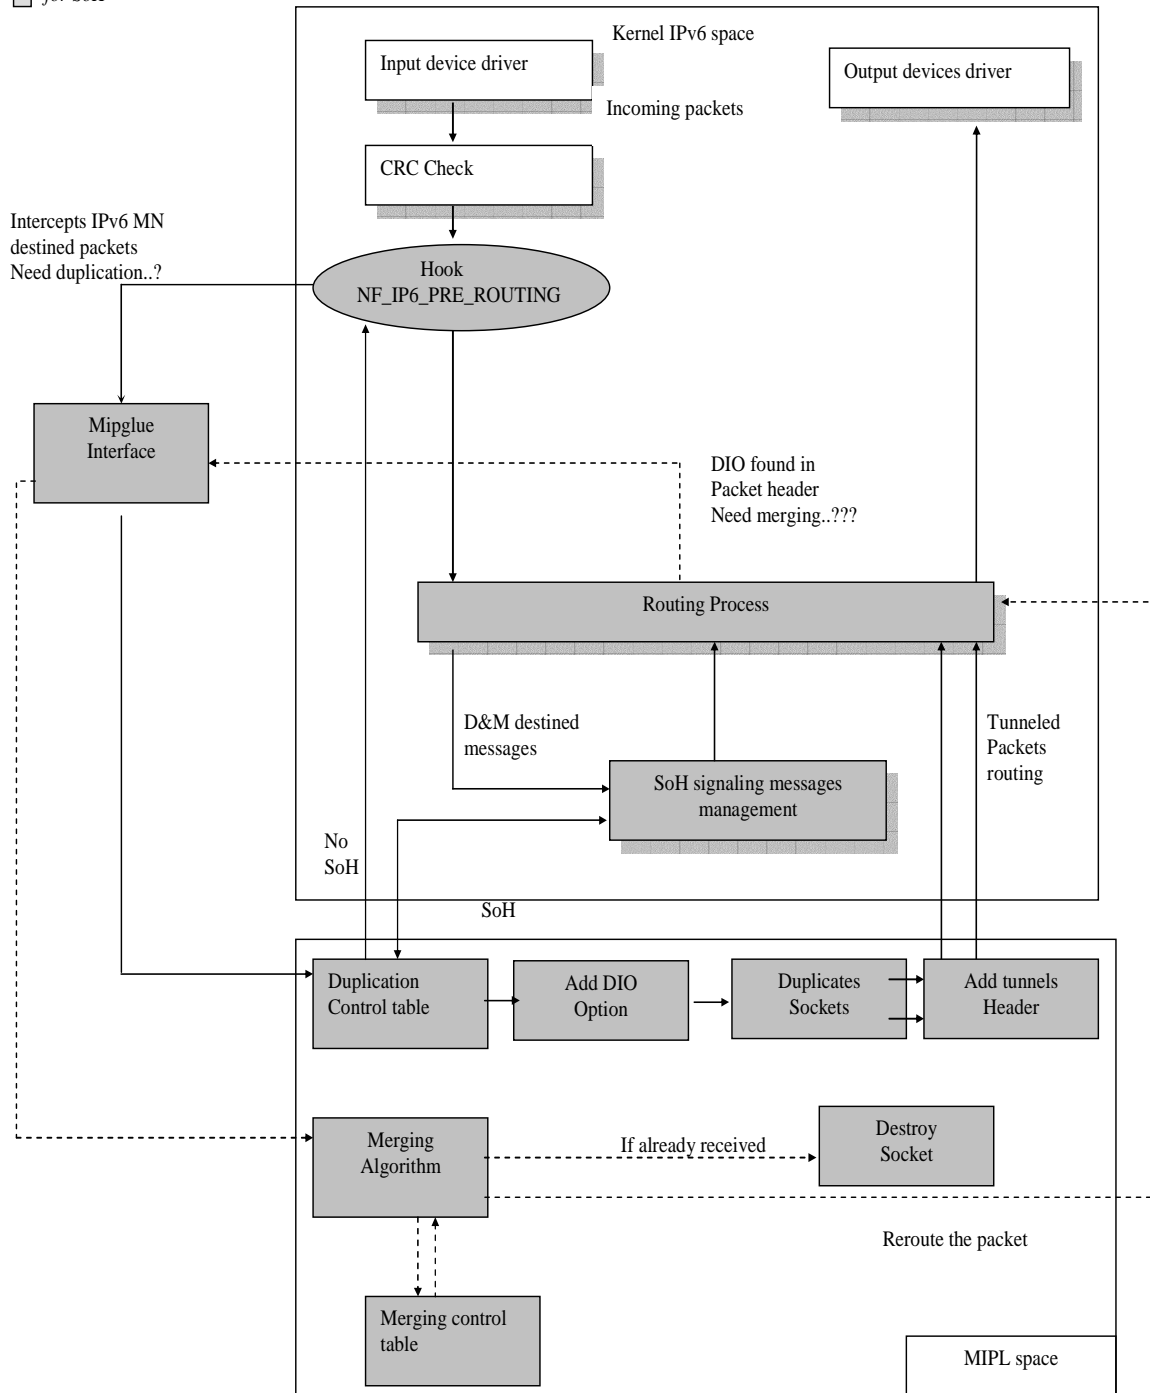 for SoH
Kernel IPv6 space
Input device driver
Output devices driver
Incoming packets
CRC Check
Intercepts IPv6 MN
destined packets
Need duplication..?
Hook
NF_IP6_PRE_ROUTING
Mipglue
Interface
DIO found in
Packet header
Need merging..???
Routing Process
D&M destined
messages
Tunneled
Packets
routing
SoH signaling messages
management
No
SoH
SoH
Duplication
Control table
Add DIO
Option
Duplicates
Sockets
Add tunnels
Header
Merging
Algorithm
If already received
Destroy
Socket
Reroute the packet
Merging control
table
MIPL space